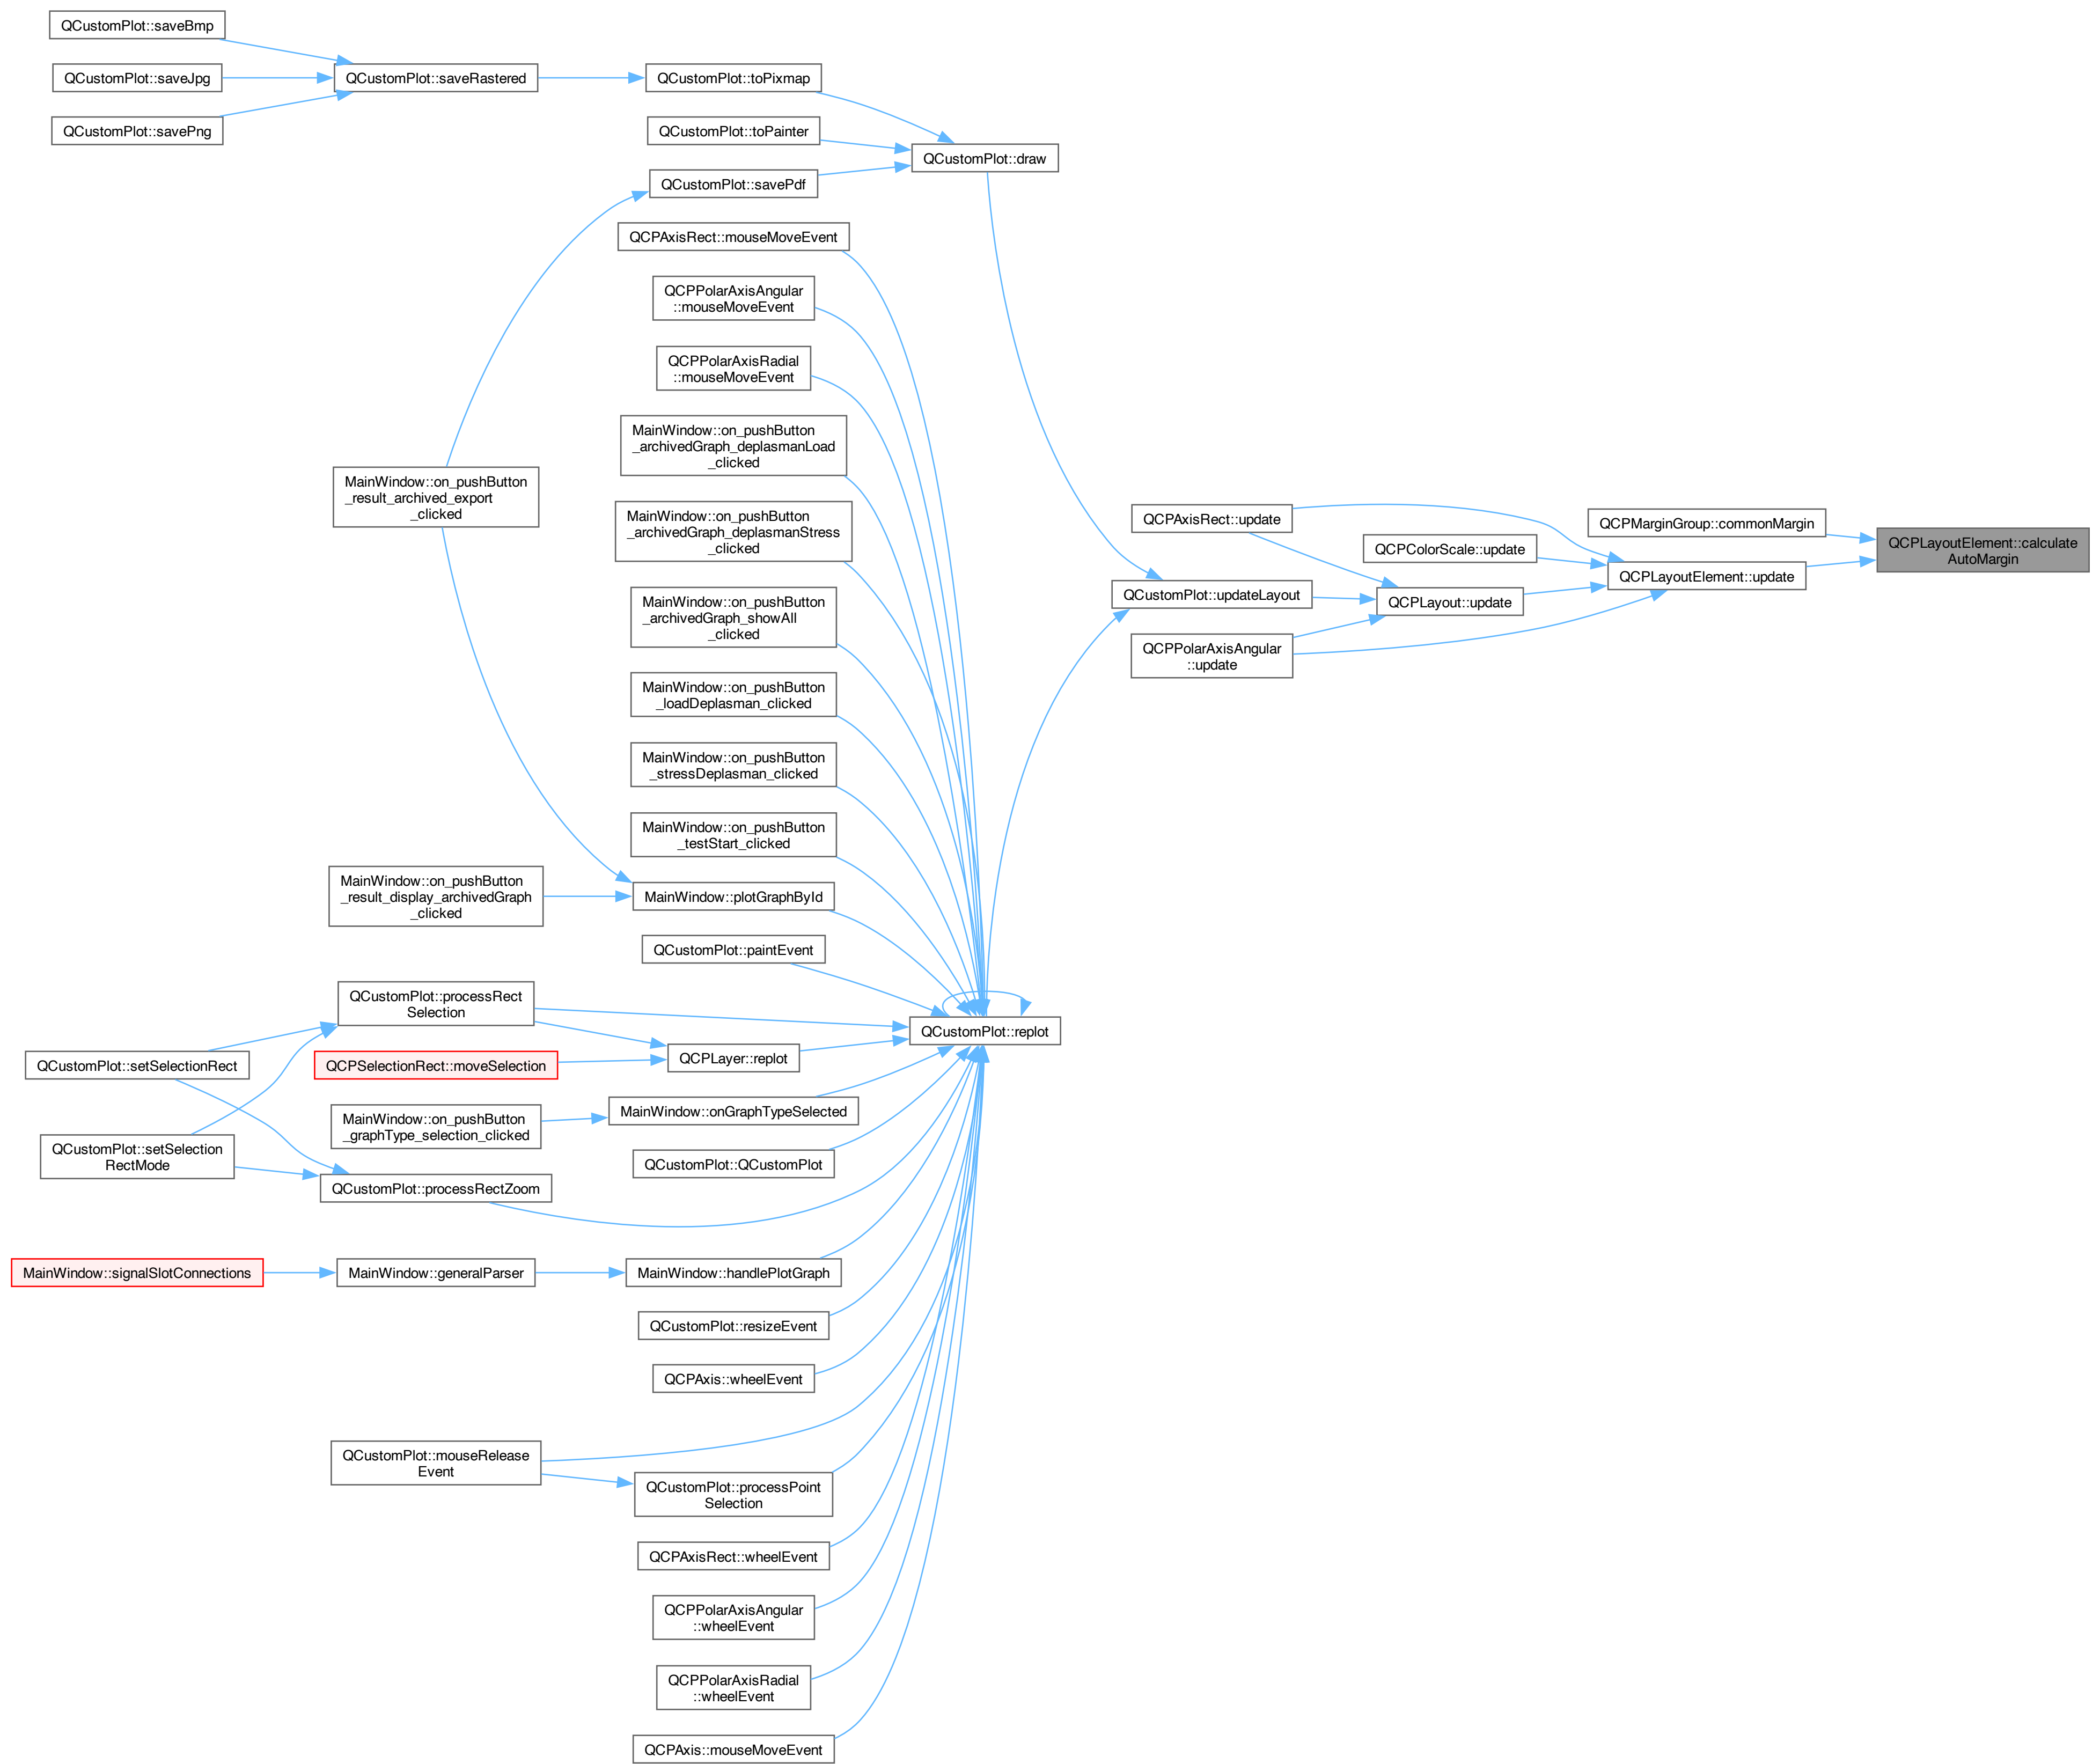 QCustomPlot::saveBmp
QCustomPlot::saveJpg
QCustomPlot::savePng
QCustomPlot::saveRastered
QCustomPlot::toPixmap
QCustomPlot::toPainter
QCustomPlot::savePdf
QCustomPlot::draw
QCPAxisRect::mouseMoveEvent
QCPPolarAxisAngular
::mouseMoveEvent
QCPPolarAxisRadial
::mouseMoveEvent
MainWindow::on_pushButton
_archivedGraph_deplasmanLoad
_clicked
MainWindow::on_pushButton
_result_archived_export
_clicked
MainWindow::on_pushButton
_archivedGraph_deplasmanStress
_clicked
QCPAxisRect::update
QCPMarginGroup::commonMargin
QCPLayoutElement::calculate
AutoMargin
QCPColorScale::update
QCPLayoutElement::update
MainWindow::on_pushButton
_archivedGraph_showAll
_clicked
QCustomPlot::updateLayout
QCPLayout::update
QCPPolarAxisAngular
::update
MainWindow::on_pushButton
_loadDeplasman_clicked
MainWindow::on_pushButton
_stressDeplasman_clicked
MainWindow::on_pushButton
_testStart_clicked
MainWindow::on_pushButton
_result_display_archivedGraph
_clicked
MainWindow::plotGraphById
QCustomPlot::paintEvent
QCustomPlot::processRect
Selection
QCustomPlot::replot
QCustomPlot::setSelectionRect
QCPSelectionRect::moveSelection
QCPLayer::replot
MainWindow::on_pushButton
_graphType_selection_clicked
MainWindow::onGraphTypeSelected
QCustomPlot::setSelection
RectMode
QCustomPlot::QCustomPlot
QCustomPlot::processRectZoom
MainWindow::signalSlotConnections
MainWindow::generalParser
MainWindow::handlePlotGraph
QCustomPlot::resizeEvent
QCPAxis::wheelEvent
QCustomPlot::mouseRelease
Event
QCustomPlot::processPoint
Selection
QCPAxisRect::wheelEvent
QCPPolarAxisAngular
::wheelEvent
QCPPolarAxisRadial
::wheelEvent
QCPAxis::mouseMoveEvent